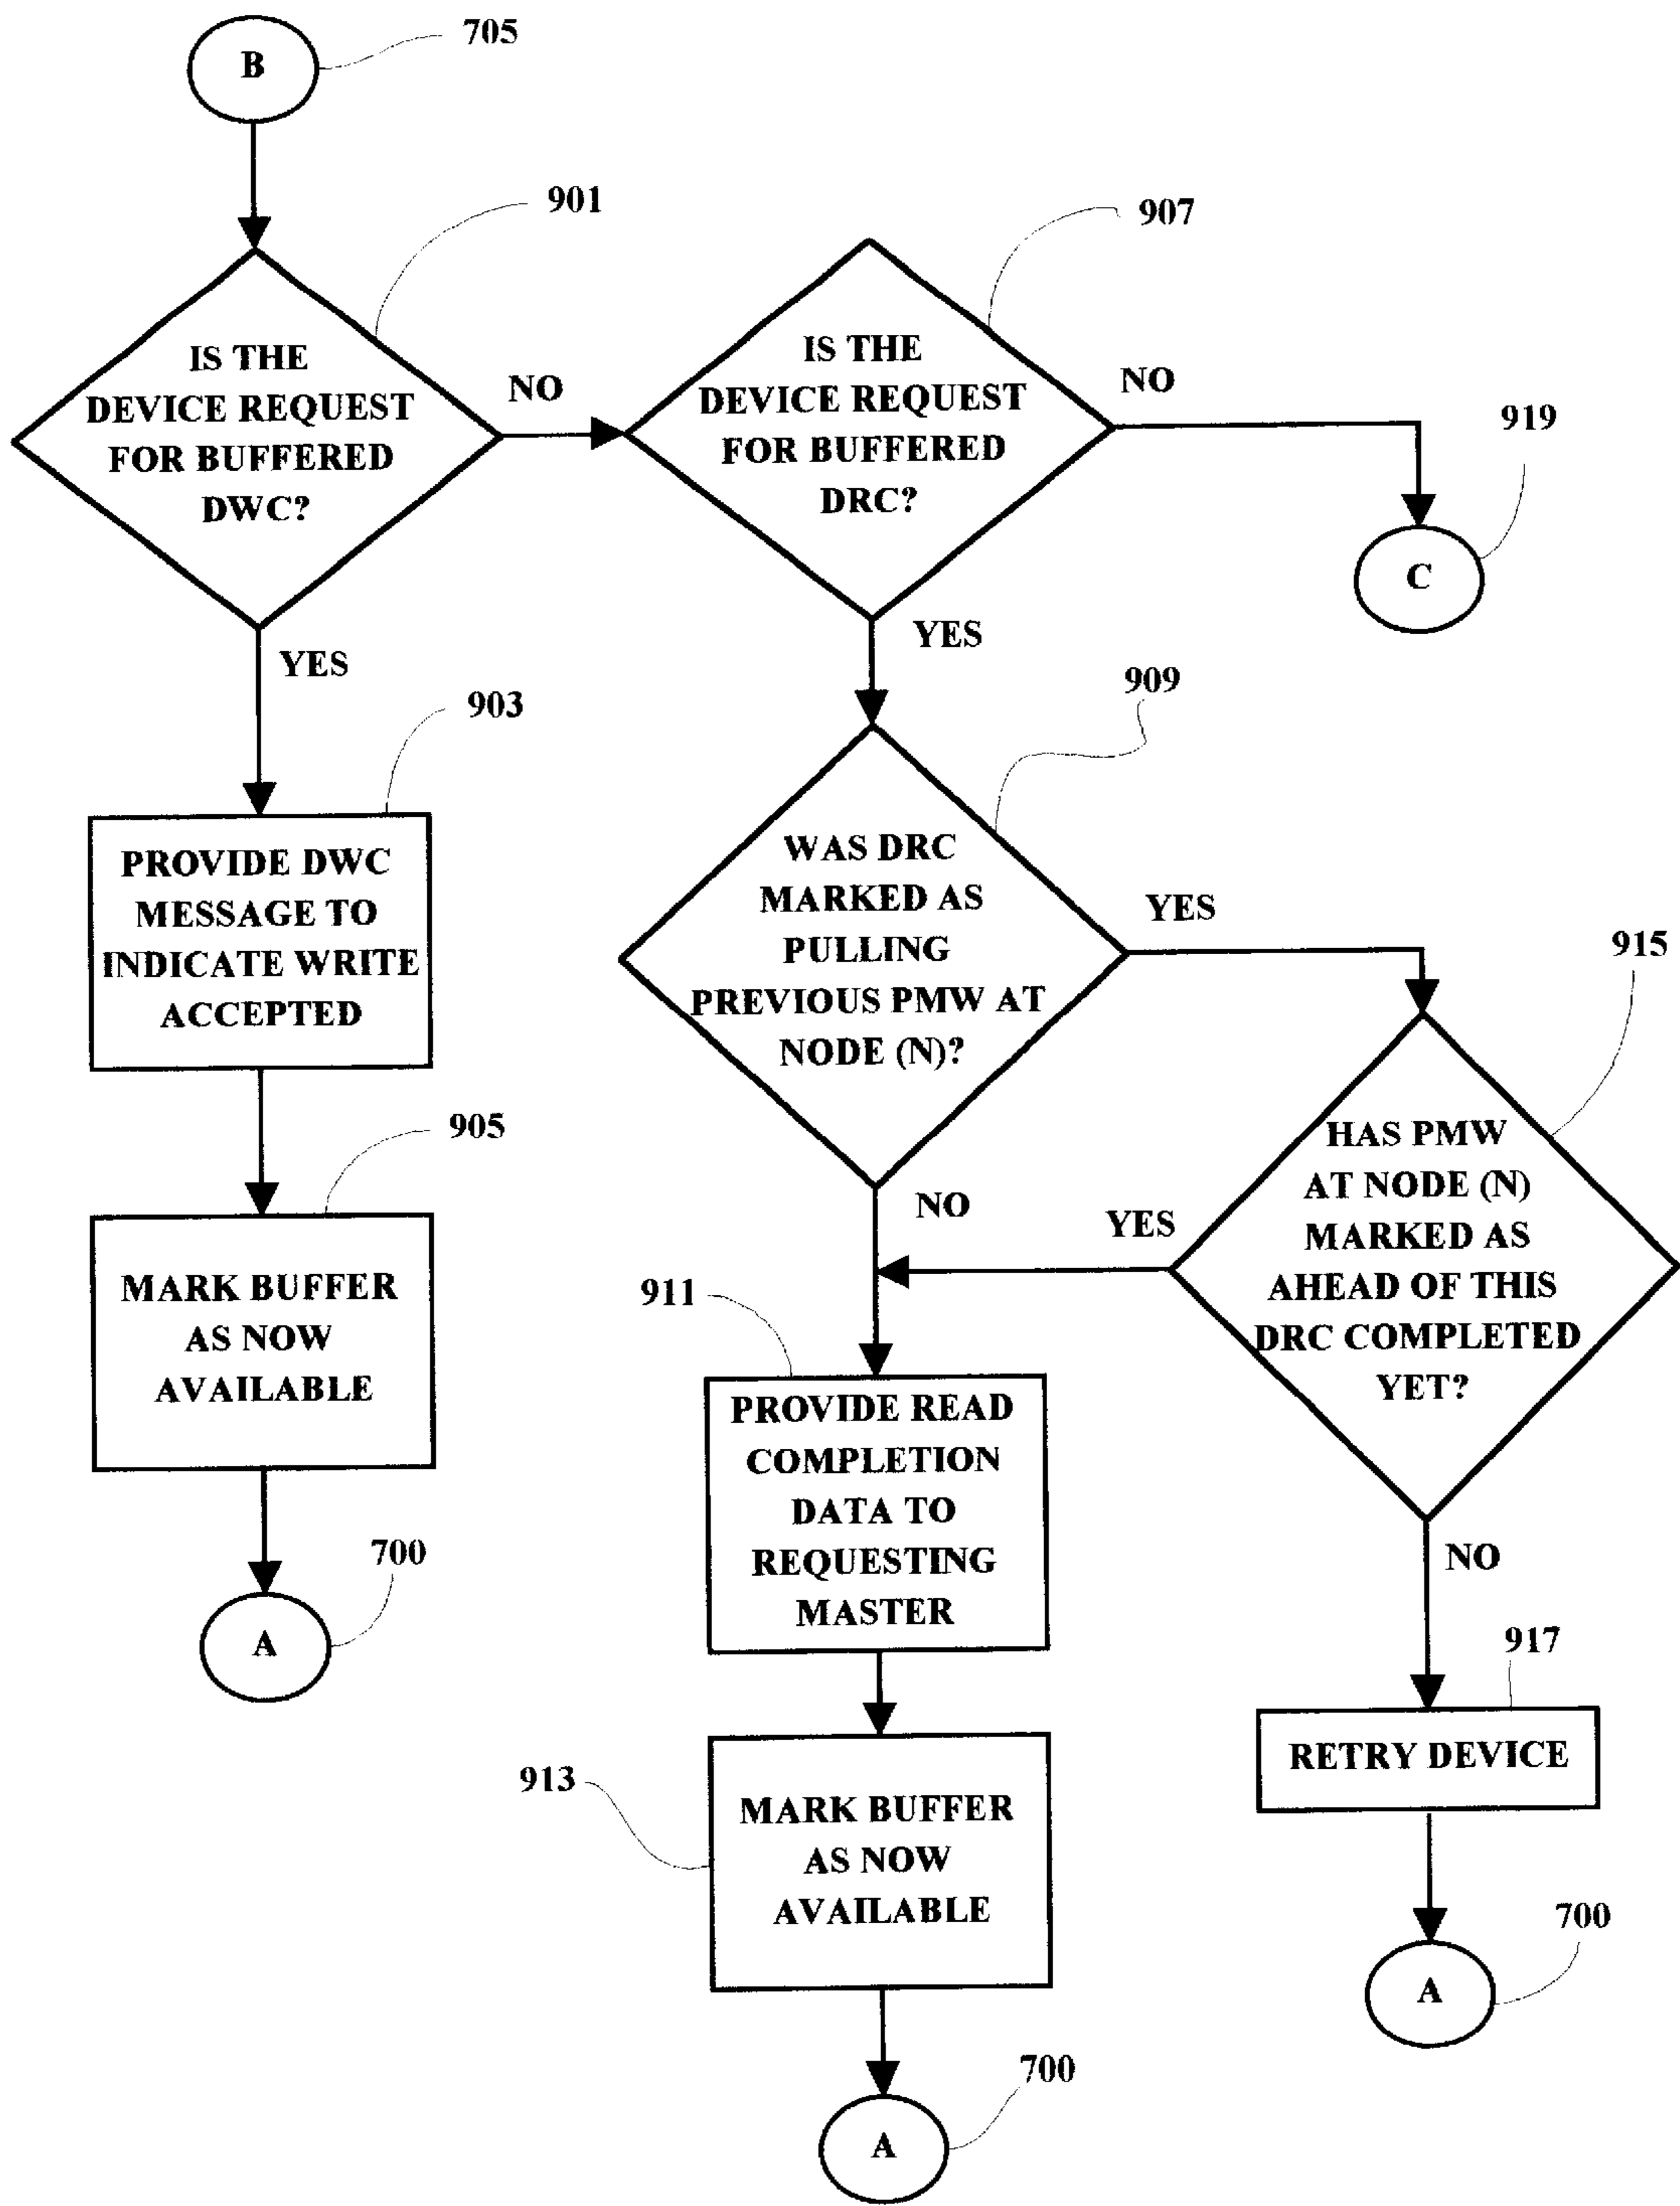 B
705
901
IS THE
DEVICE REQUEST
FOR BUFFERED
DWC?
NO
907
IS THE
DEVICE REQUEST
FOR BUFFERED
DRC?
NO
919
C
YES
903
PROVIDE DWC
MESSAGE TO
INDICATE WRITE
ACCEPTED
905
MARK BUFFER
AS NOW
AVAILABLE
700
A
YES
909
WAS DRC
MARKED AS
PULLING
PREVIOUS PMW AT
NODE (N)?
YES
915
HAS PMW
AT NODE (N)
MARKED AS
AHEAD OF THIS
DRC COMPLETED
YET?
NO
YES
911
PROVIDE READ
COMPLETION
DATA TO
REQUESTING
MASTER
913
MARK BUFFER
AS NOW
AVAILABLE
700
A
NO
917
RETRY DEVICE
700
A